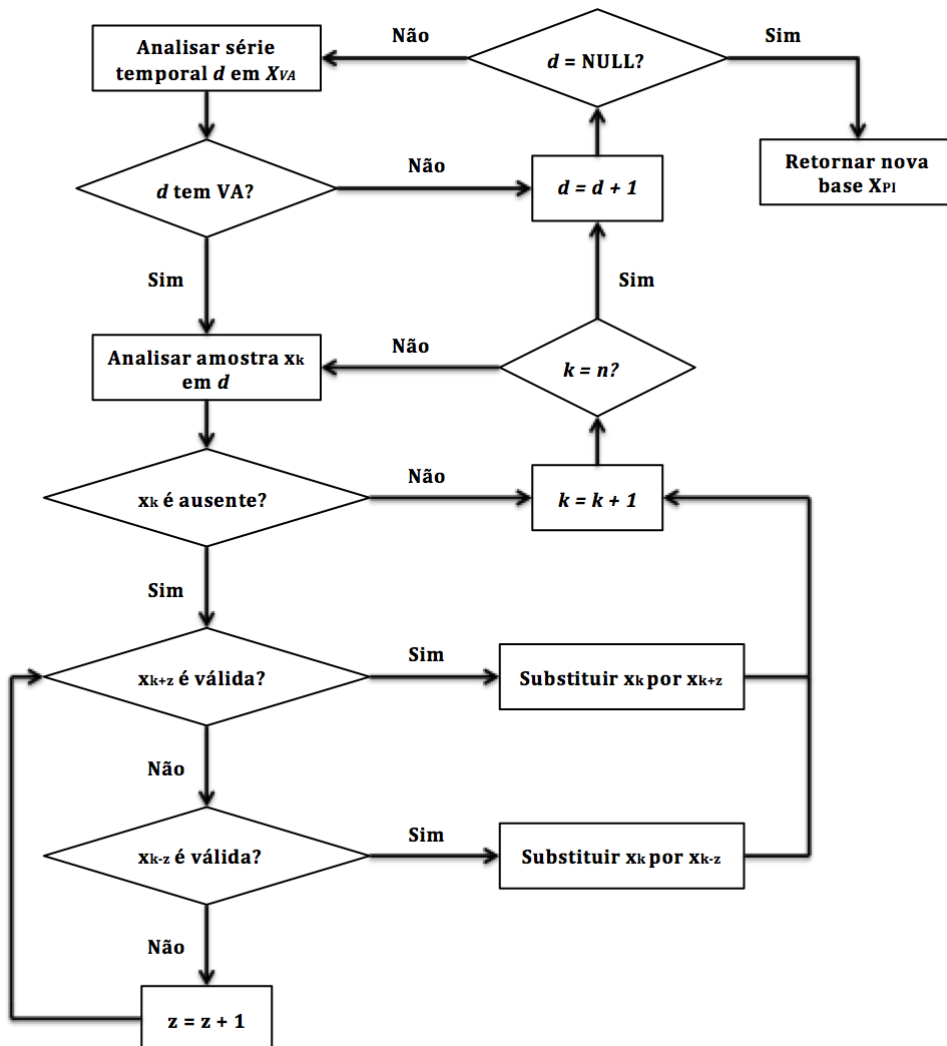 Analisar série
temporal d em XVA
Não
d = NULL?
Sim
Retornar nova
base XPI
d tem VA?
Não
d = d + 1
Sim
Sim
Analisar amostra xk
em d
Não
k = n?
xk é ausente?
Não
k = k + 1
Sim
xk+z é válida?
Sim
Substituir xk por xk+z
Não
xk-z é válida?
Sim
Substituir xk por xk-z
Não
z = z + 1